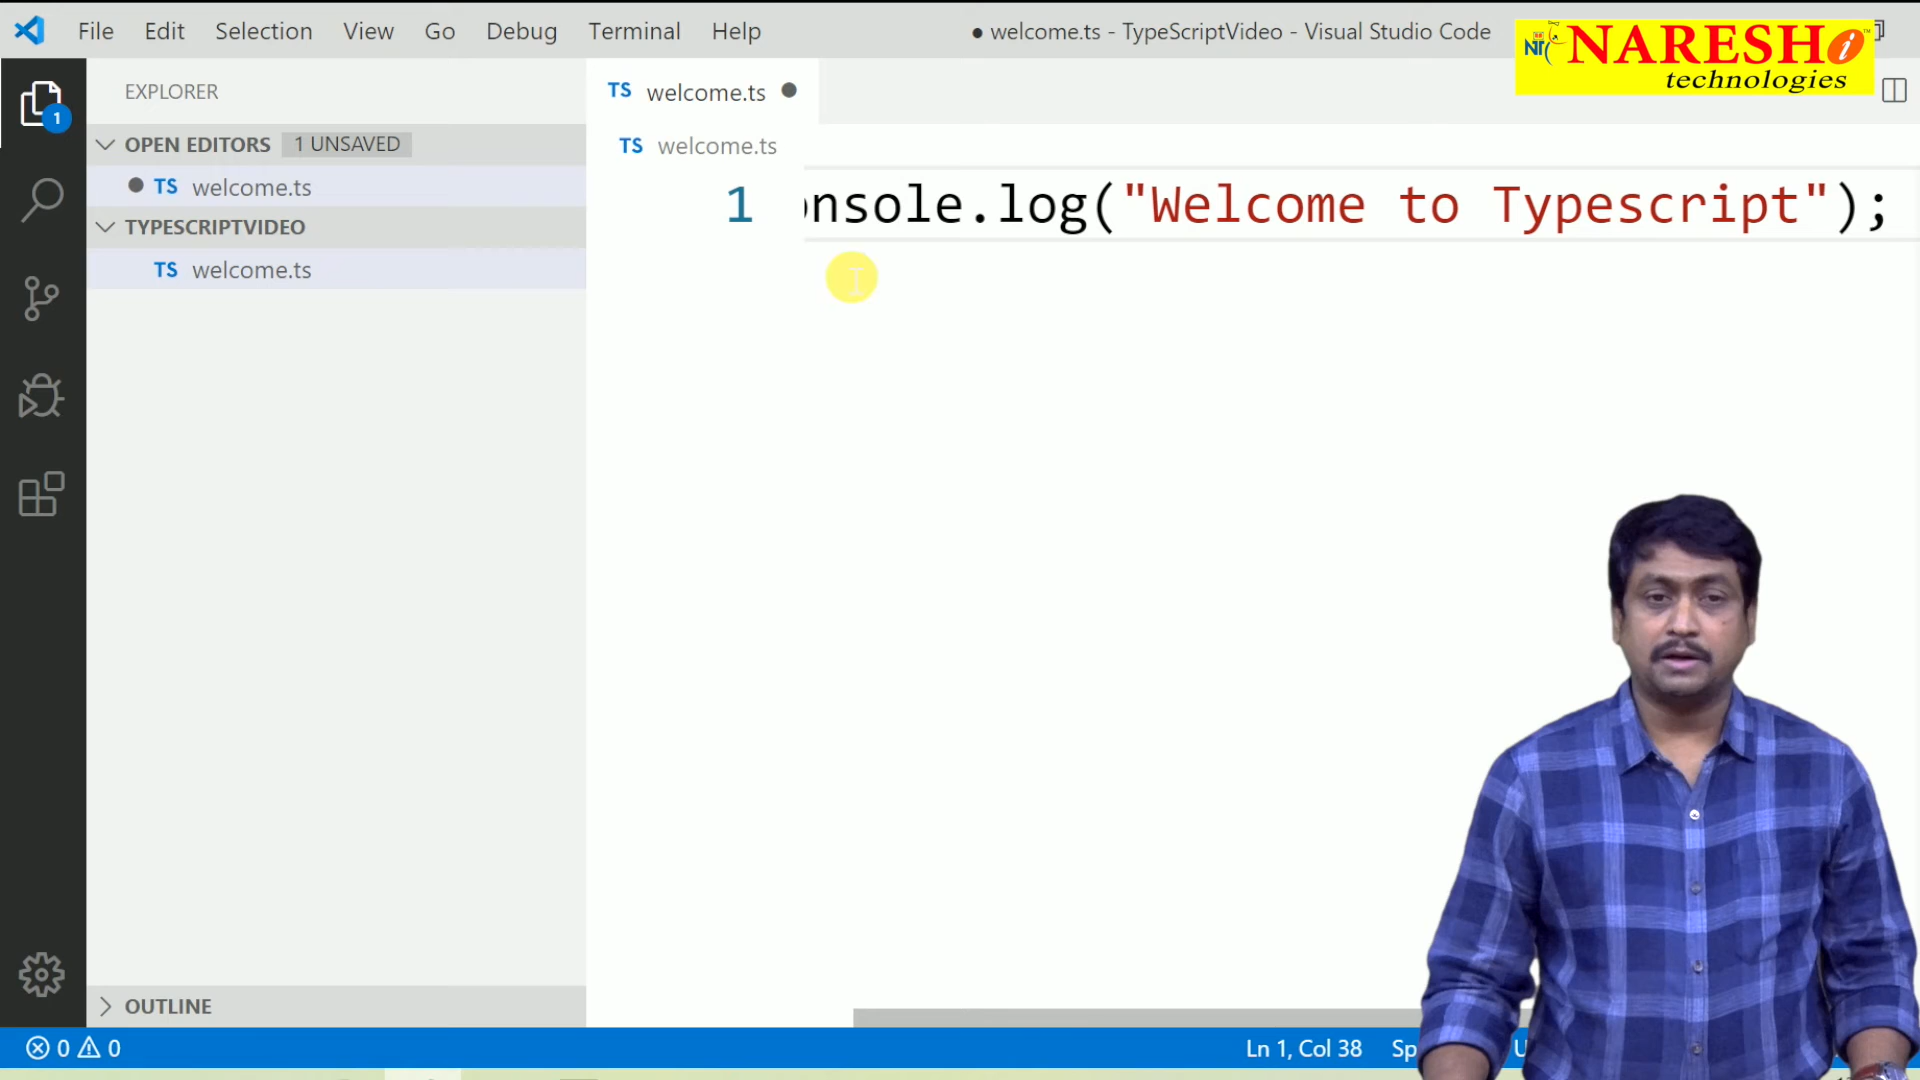 File Edit Selection View Go Debug Terminal Help
● welcome.ts - TypeScriptVideo - Visual Studio Code
NARESH i
technologies
EXPLORER
1
OPEN EDITORS 1 UNSAVED
TS welcome.ts
TYPESCRIPTVIDEO
TS welcome.ts
OUTLINE
TS welcome.ts
TS welcome.ts
1 onsole.log("Welcome to Typescript");
0 0
Ln 1, Col 38